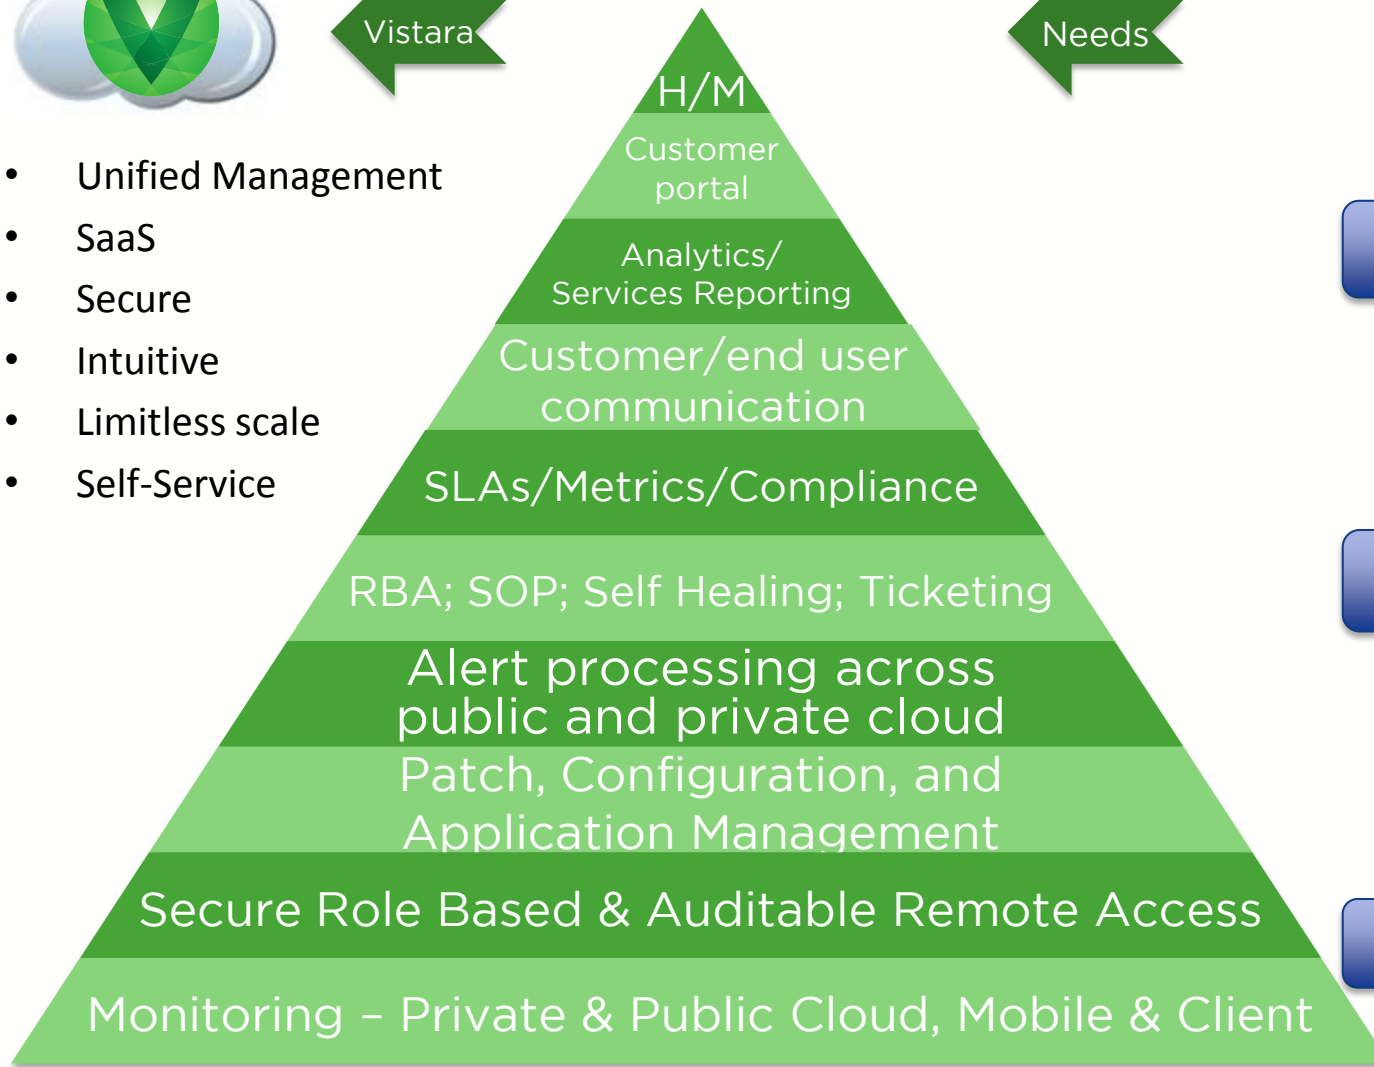 Vistara
Needs
• Unified Management
• SaaS
• Secure
• Intuitive
• Limitless scale
• Self-Service
H/M
Customer
portal
Analytics/
Services Reporting
Customer/end user
communication
SLAs/Metrics/Compliance
RBA; SOP; Self Healing; Ticketing
Alert processing across
public and private cloud
Patch, Configuration, and
Application Management
Secure Role Based & Auditable Remote Access
Monitoring – Private & Public Cloud, Mobile & Client